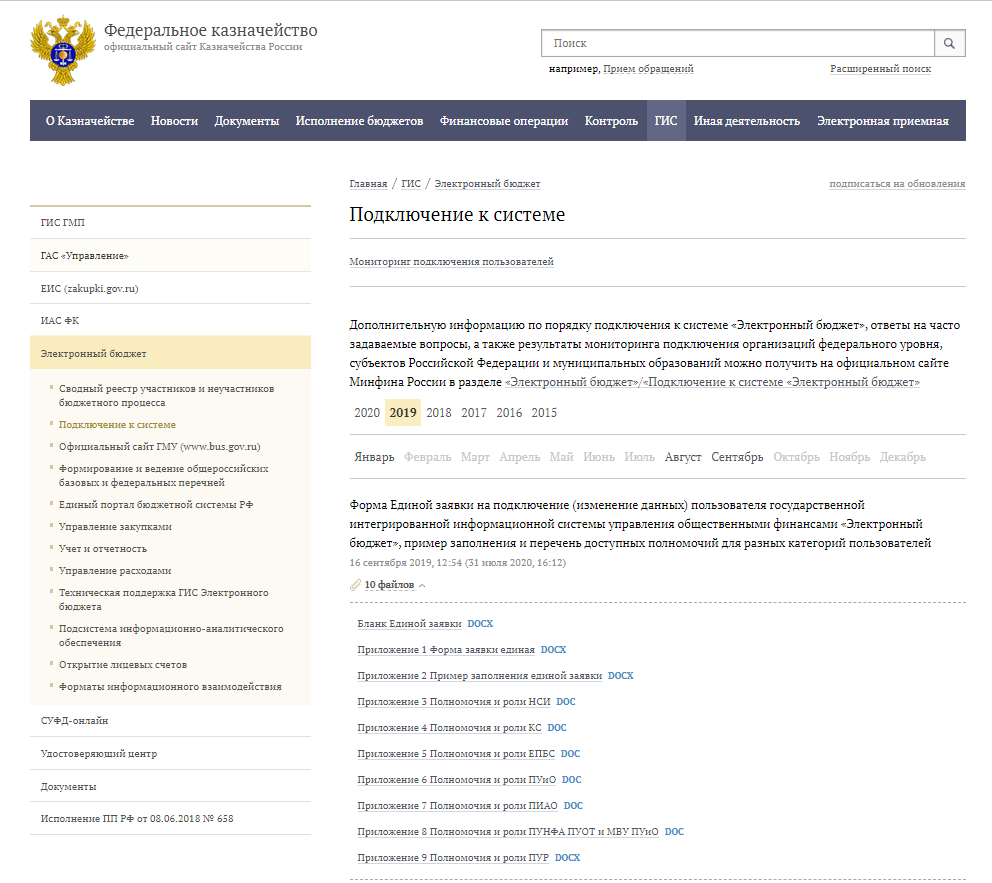 Федеральное казначейство
официальный сайт Казначейства России
Поиск
например, Прием обращений
Расширенный поиск
О Казначействе Новости Документы Исполнение бюджетов Финансовые операции Контроль ГИС Иная деятельность Электронная приемная
Главная / ГИС / Электронный бюджет
подписаться на обновления
ГИС ГМП
ГАС «Управление»
ЕИС (zakupki.gov.ru)
ИАС ФК
Электронный бюджет
Сводный реестр участников и неучастников
бюджетного процесса
Подключение к системе
Официальный сайт ГМУ (www.bus.gov.ru)
Формирование и ведение общероссийских
базовых и федеральных перечней
Единый портал бюджетной системы РФ
Управление закупками
Учет и отчетность
Управление расходами
Техническая поддержка ГИС Электронного
бюджета
Подсистема информационно-аналитического
обеспечения
Открытие лицевых счетов
Форматы информационного взаимодействия
СУФД-онлайн
Удостоверяющий центр
Документы
Исполнение ПП РФ от 08.06.2018 № 658
Подключение к системе
Мониторинг подключения пользователей
Дополнительную информацию по порядку подключения к системе «Электронный бюджет», ответы на часто
задаваемые вопросы, а также результаты мониторинга подключения организаций федерального уровня,
субъектов Российской Федерации и муниципальных образований можно получить на официальном сайте
Минфина России в разделе «Электронный бюджет»/«Подключение к системе «Электронный бюджет»
2020 2019 2018 2017 2016 2015
Январь Февраль Март Апрель Май Июнь Июль Август Сентябрь Октябрь Ноябрь Декабрь
Форма Единой заявки на подключение (изменение данных) пользователя государственной
интегрированной информационной системы управления общественными финансами «Электронный
бюджет», пример заполнения и перечень доступных полномочий для разных категорий пользователей
16 сентября 2019, 12:54 (31 июля 2020, 16:12)
10 файлов
Бланк Единой заявки DOCX
Приложение 1 Форма заявки единая DOCX
Приложение 2 Пример заполнения единой заявки DOCX
Приложение 3 Полномочия и роли НСИ DOC
Приложение 4 Полномочия и роли КС DOC
Приложение 5 Полномочия и роли ЕПБС DOC
Приложение 6 Полномочия и роли ПУиО DOC
Приложение 7 Полномочия и роли ПИАО DOC
Приложение 8 Полномочия и роли ПУНФА ПУОТ и МВУ ПУиО DOC
Приложение 9 Полномочия и роли ПУР DOCX